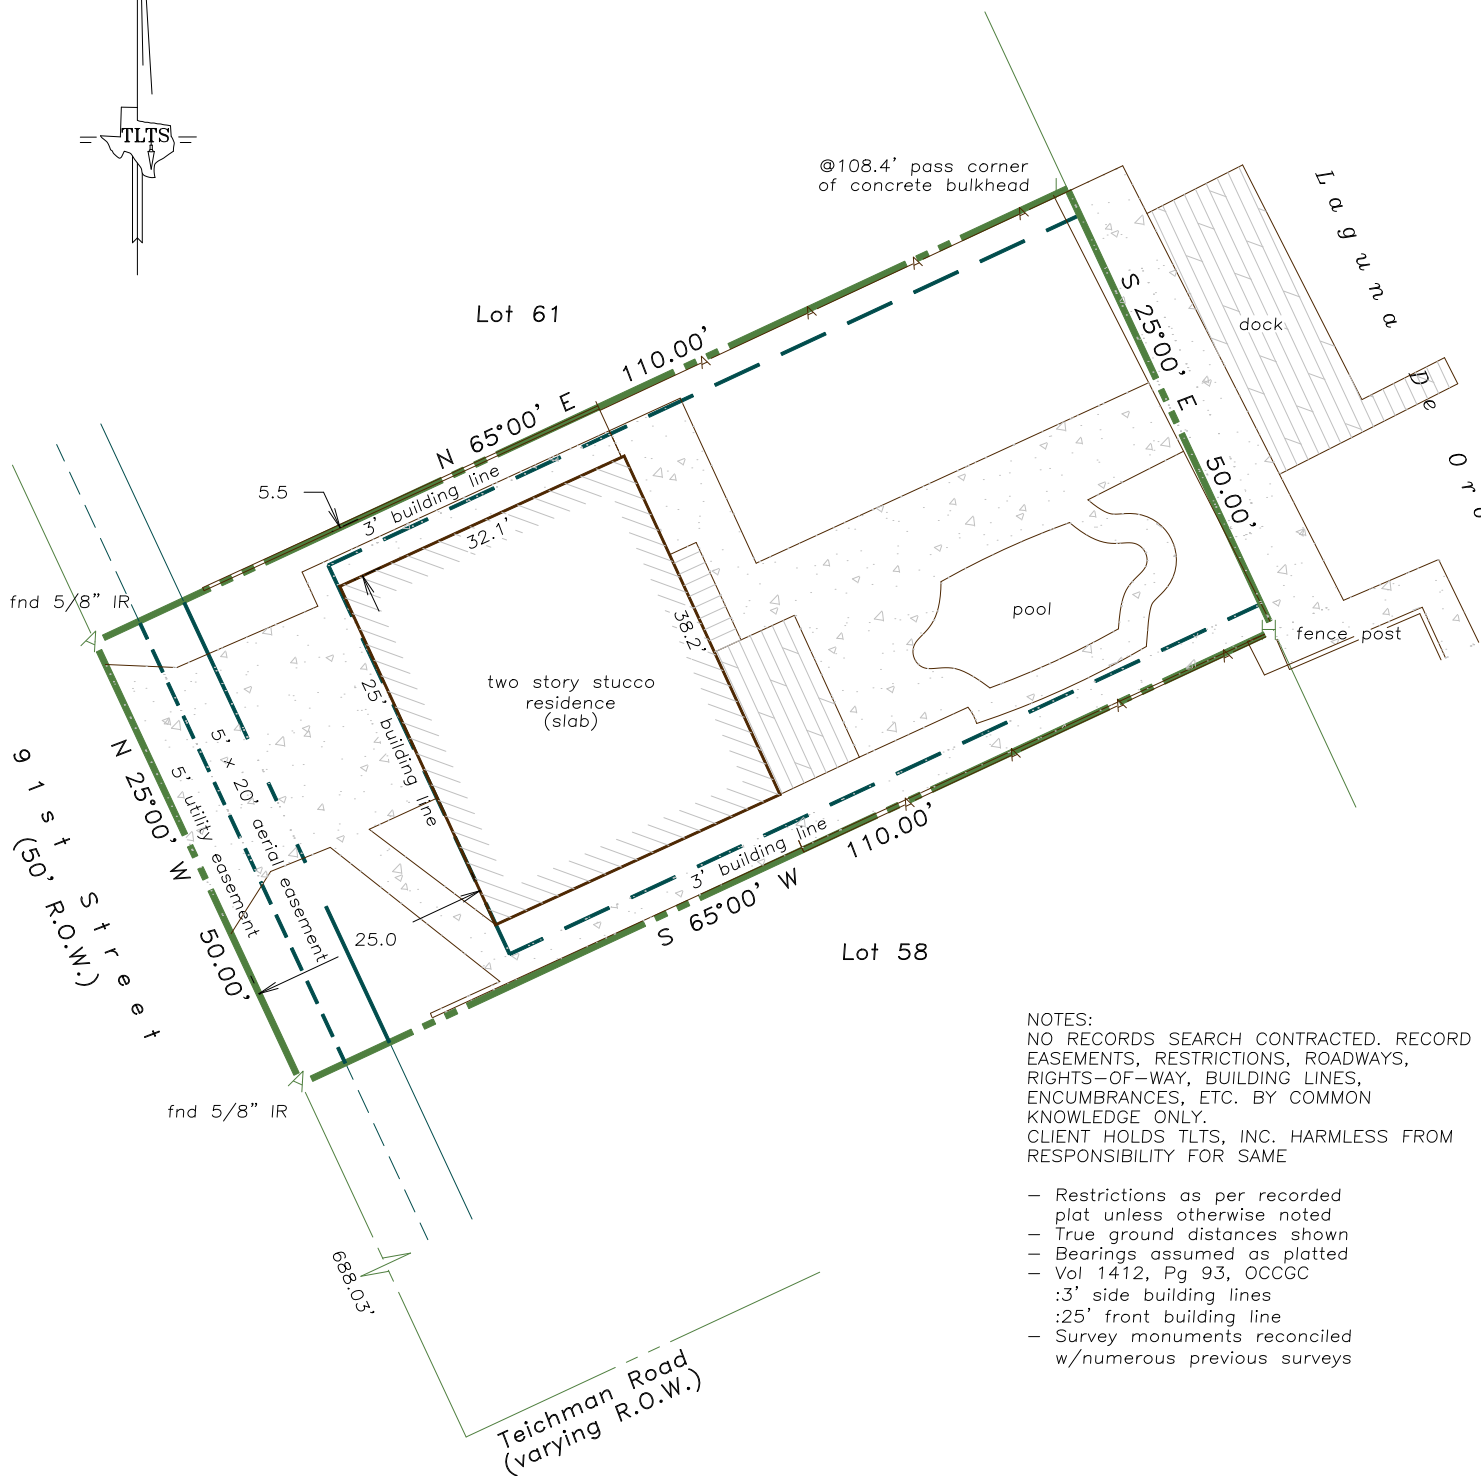 TLTS
@108.4' pass corner
of concrete bulkhead
Laguna
De
dock
Lot 61
N 65°00' E 110.00'
S 25°00' E 50.00'
5.5
3' building line
32.1'
fnd 5/8" IR
38.2'
pool
fence post
two story stucco
residence
(slab)
25' building line
5' x 20' aerial easement
5' utility easement
N 25°00' W 50.00'
91st Street
(50' R.O.W.)
25.0
3' building line
S 65°00' W 110.00'
Lot 58
fnd 5/8" IR
688.03'
Teichman Road
(varying R.O.W.)
NOTES:
NO RECORDS SEARCH CONTRACTED. RECORD
EASEMENTS, RESTRICTIONS, ROADWAYS,
RIGHTS-OF-WAY, BUILDING LINES,
ENCUMBRANCES, ETC. BY COMMON
KNOWLEDGE ONLY.
CLIENT HOLDS TLTS, INC. HARMLESS FROM
RESPONSIBILITY FOR SAME
- Restrictions as per recorded
plat unless otherwise noted
- True ground distances shown
- Bearings assumed as platted
- Vol 1412, Pg 93, OCCGC
:3' side building lines
:25' front building line
- Survey monuments reconciled
w/numerous previous surveys